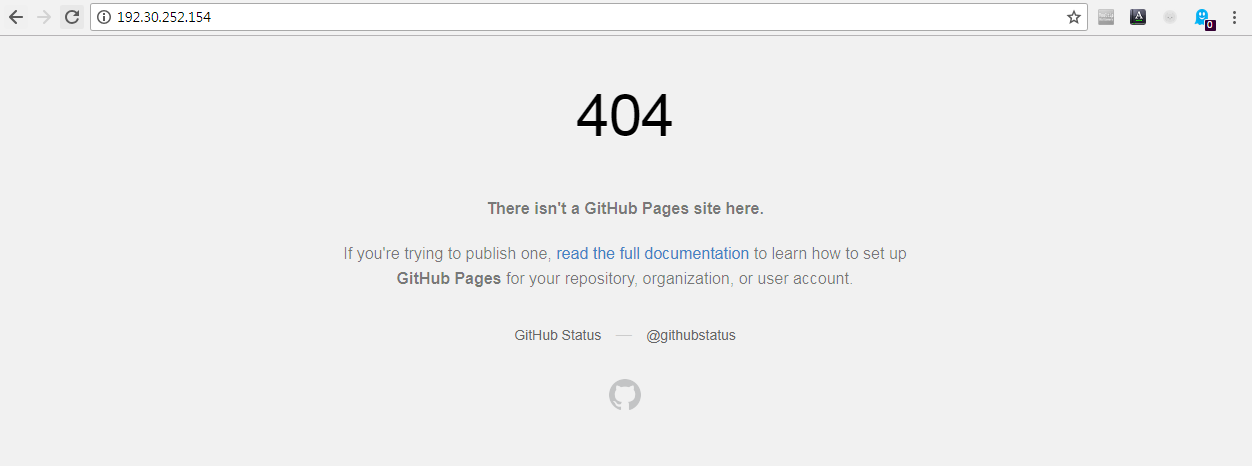 192.30.252.154
A
0
404
There isn't a GitHub Pages site here.
If you're trying to publish one, read the full documentation to learn how to set up
GitHub Pages for your repository, organization, or user account.
GitHub Status — @githubstatus